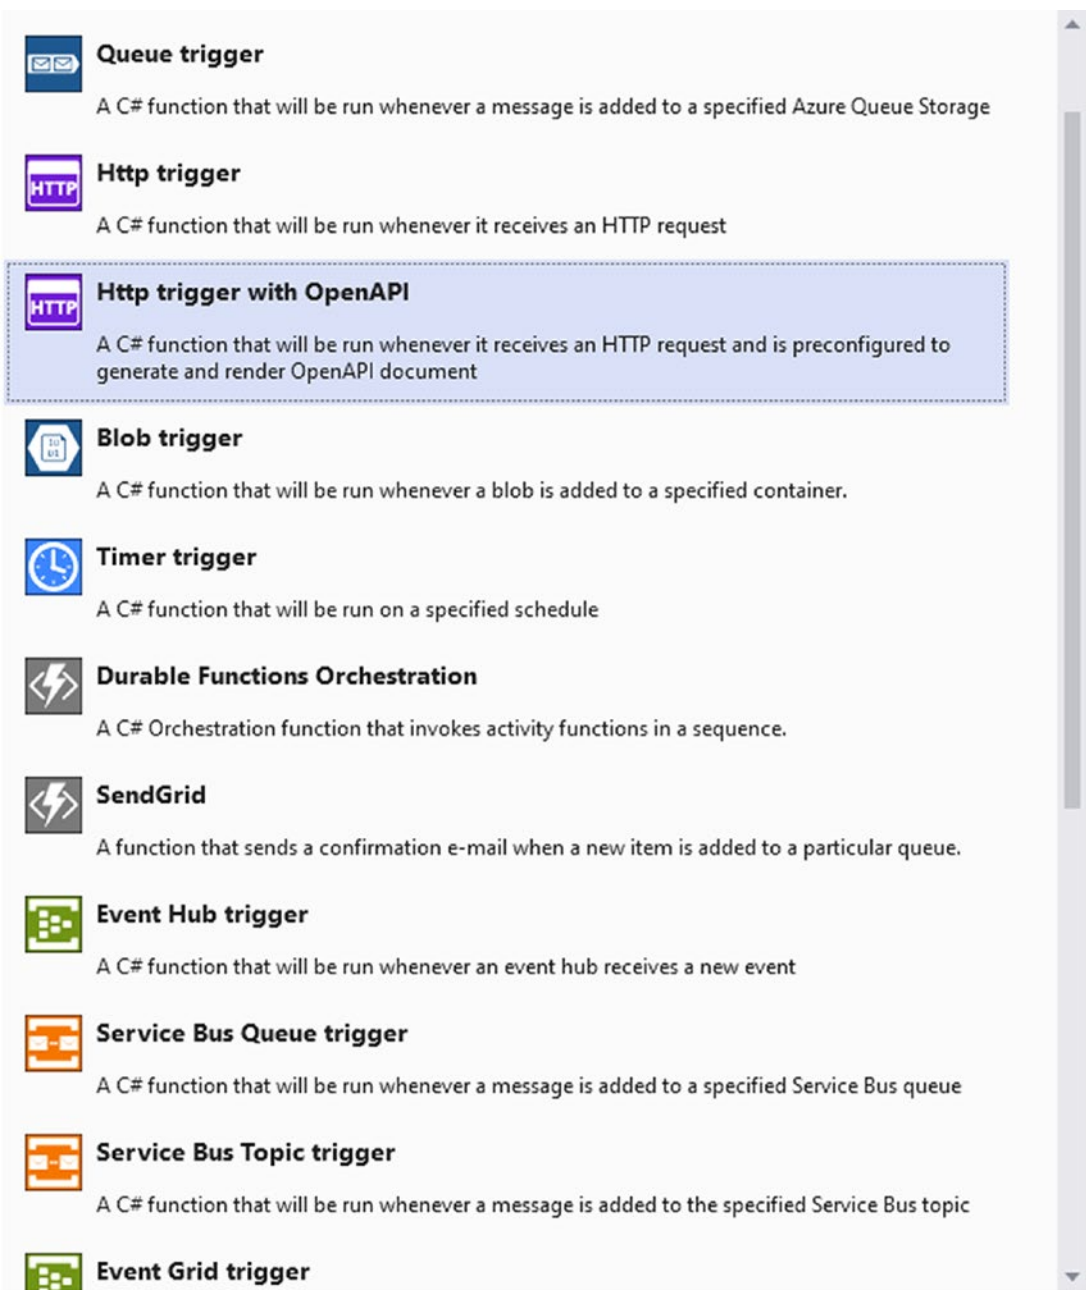 Queue trigger
A C# function that will be run whenever a message is added to a specified Azure Queue Storage
HTTP
Http trigger
A C# function that will be run whenever it receives an HTTP request
HTTP
Http trigger with OpenAPI
A C# function that will be run whenever it receives an HTTP request and is preconfigured to
generate and render OpenAPI document
Blob trigger
A C# function that will be run whenever a blob is added to a specified container.
Timer trigger
A C# function that will be run on a specified schedule
Durable Functions Orchestration
A C# Orchestration function that invokes activity functions in a sequence.
SendGrid
A function that sends a confirmation e-mail when a new item is added to a particular queue.
Event Hub trigger
A C# function that will be run whenever an event hub receives a new event
Service Bus Queue trigger
A C# function that will be run whenever a message is added to a specified Service Bus queue
Service Bus Topic trigger
A C# function that will be run whenever a message is added to the specified Service Bus topic
Event Grid trigger